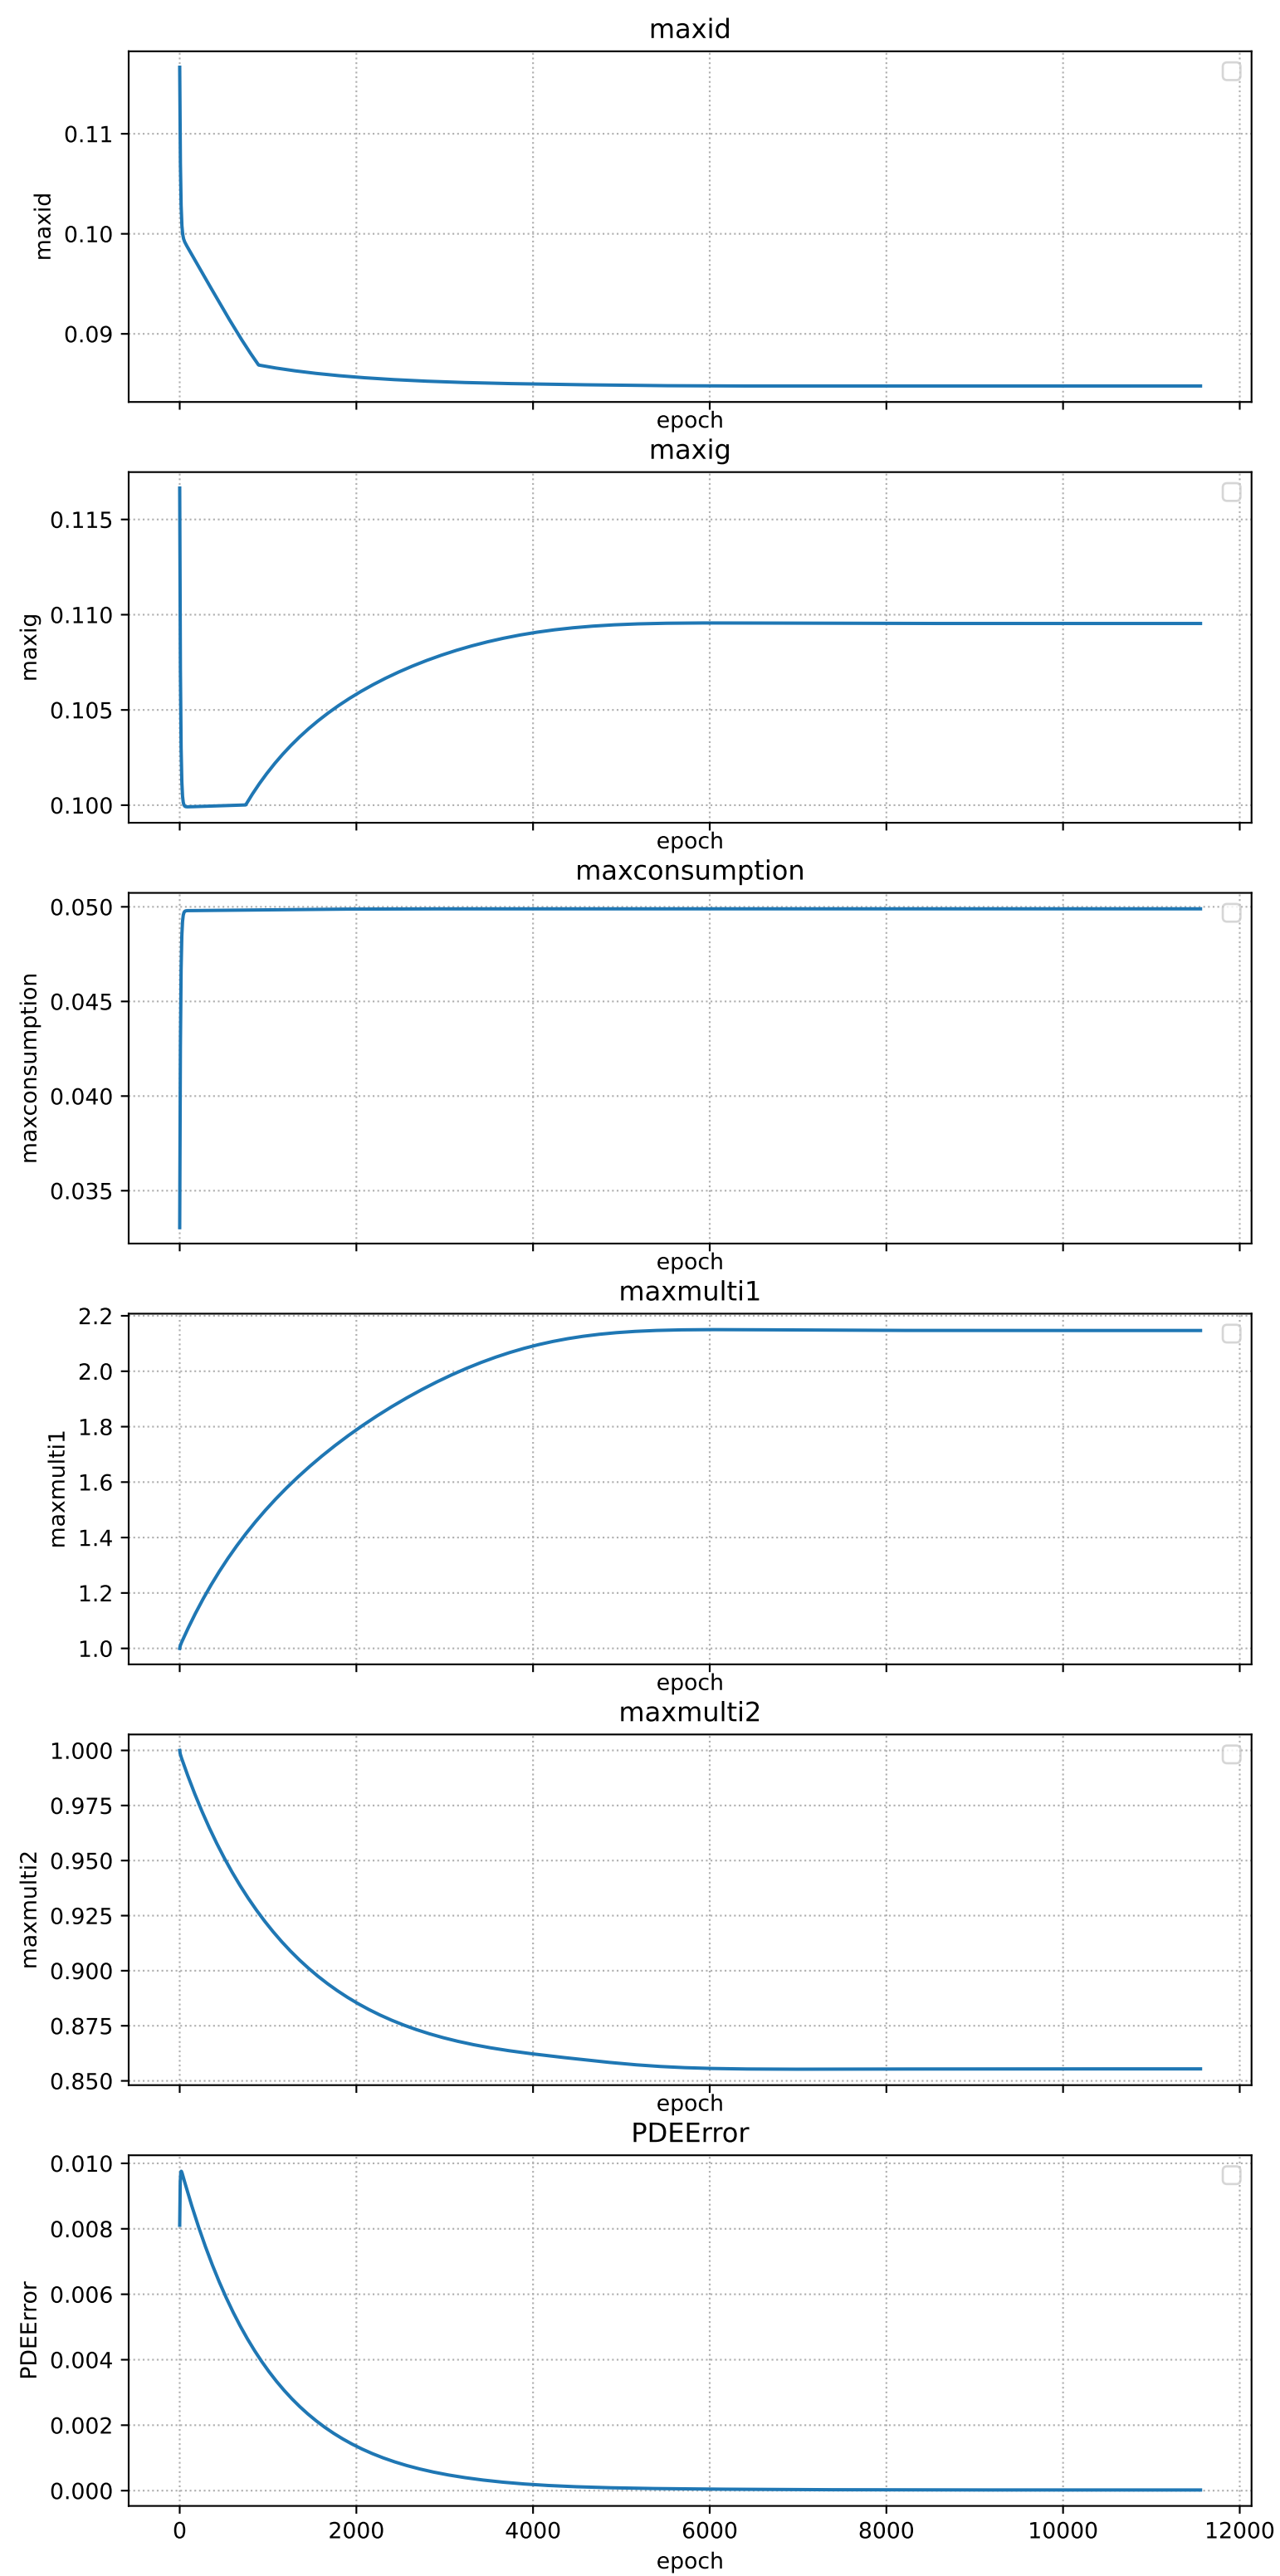 maxid
0.11
0.10
0.09
maxid
epoch
maxig
0.115
0.110
0.105
0.100
maxig
epoch
maxconsumption
0.050
0.045
0.040
0.035
maxconsumption
epoch
maxmulti1
2.2
2.0
1.8
1.6
1.4
1.2
1.0
maxmulti1
epoch
maxmulti2
1.000
0.975
0.950
0.925
0.900
0.875
0.850
maxmulti2
epoch
PDEError
0.010
0.008
0.006
0.004
0.002
0.000
PDEError
0 2000 4000 6000 8000 10000 12000
epoch